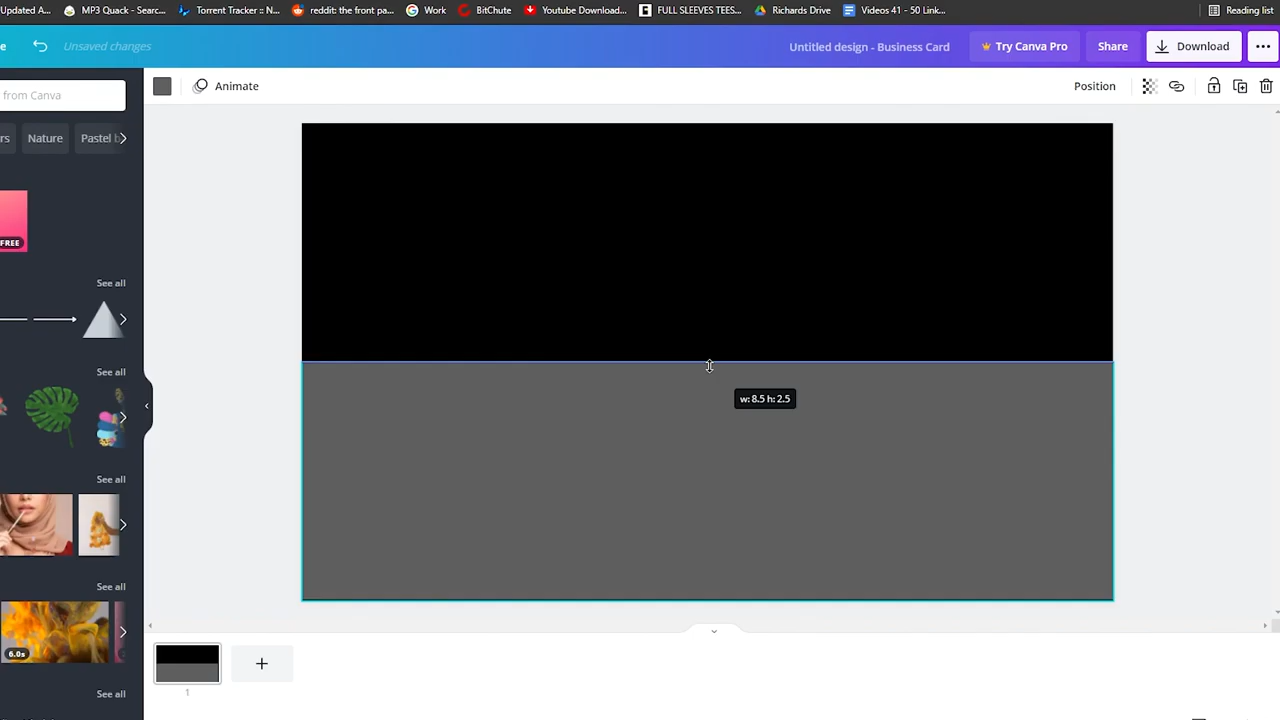 Updated A...
MP3 Quack - Searc...
Torrent Tracker :: N...
reddit: the front pa...
Work
BitChute
Youtube Download...
FULL SLEEVES TEES...
Richards Drive
Videos 41 - 50 Link...
Reading list
e
Unsaved changes
Untitled design - Business Card
Try Canva Pro
Share
Download
from Canva
Animate
Position
rs
Nature
Pastel b
FREE
See all
See all
w: 8.5 h: 2.5
See all
See all
6.0s
See all
1